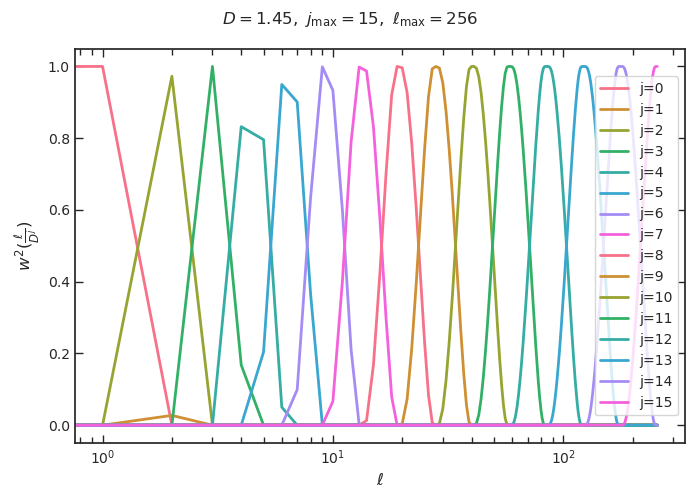 D = 1.45, j_max = 15, ℓ_max = 256
w²(ℓ/D^j)
1.0
0.8
0.6
0.4
0.2
0.0
10⁰
10¹
10²
ℓ
j=0
j=1
j=2
j=3
j=4
j=5
j=6
j=7
j=8
j=9
j=10
j=11
j=12
j=13
j=14
j=15